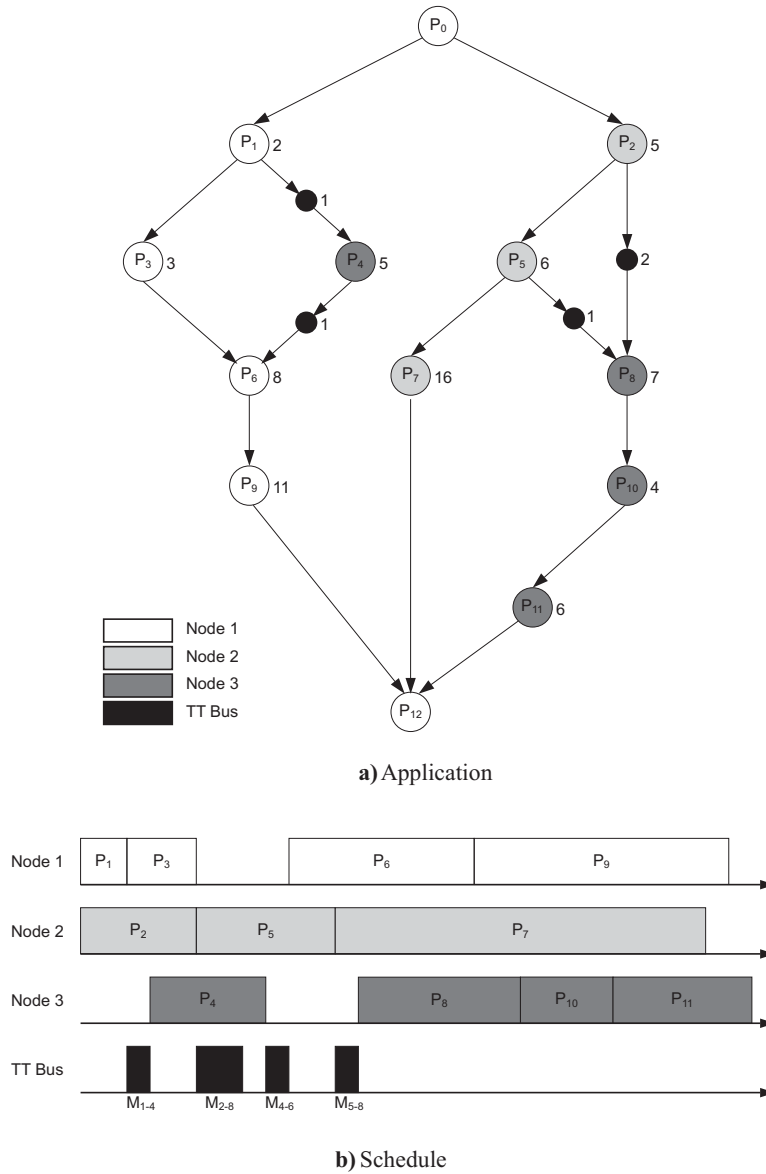 P0
P1 2
P2 5
1
P3 3
P4 5
P5 6
2
1
1
P6 8
P7 16
P8 7
P9 11
P10 4
P11 6
Node 1
Node 2
Node 3
TT Bus
P12
a) Application
Node 1 P1 P3 P6 P9
Node 2 P2 P5 P7
Node 3 P4 P8 P10 P11
TT Bus
M1-4 M2-8 M4-6 M5-8
b) Schedule